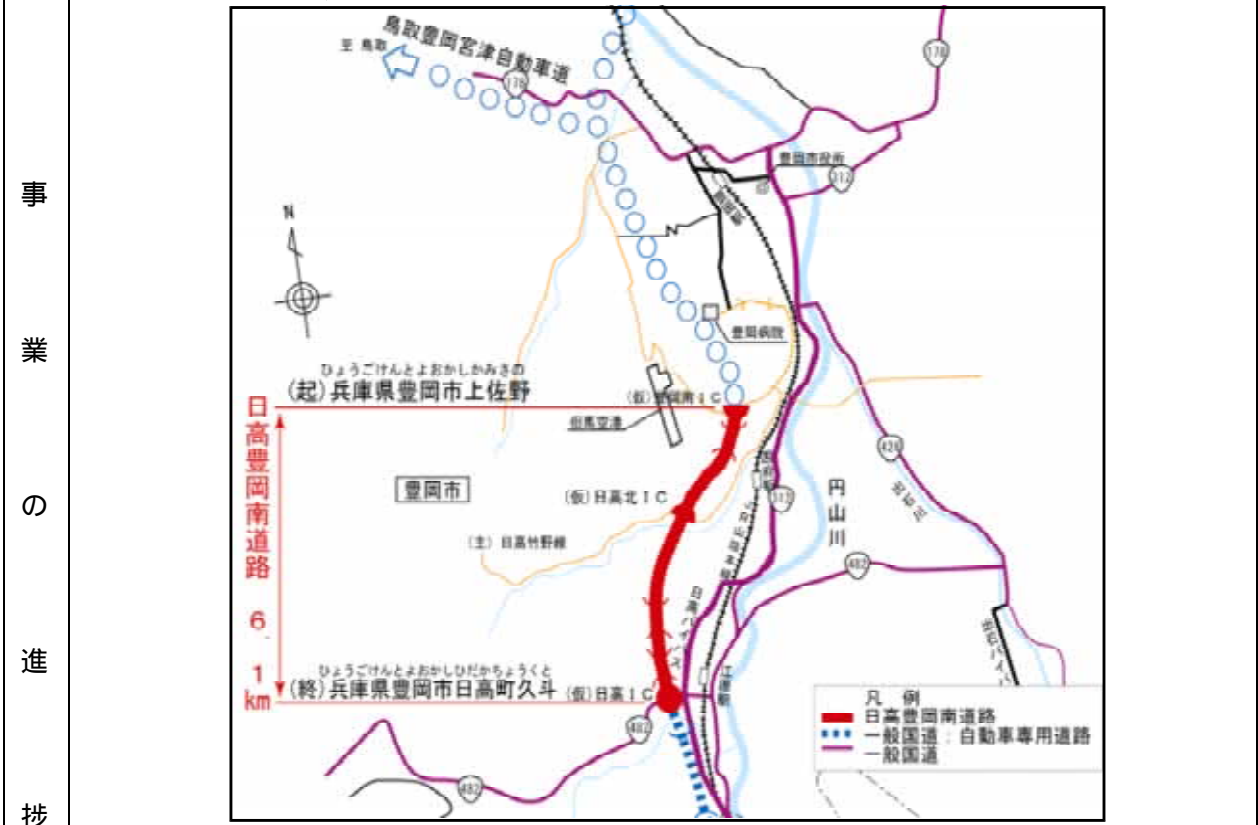 事業の進捗
鳥取豊岡宮津自動車道
至 鳥取
178
178
豊岡市役所
312
N
豊岡病院
ひょうごけんとよおかしかみさの
(起)兵庫県豊岡市上佐野
(仮)豊岡南IC
但馬空港
426
日高豊岡南道路 6.1km
豊岡市
(仮)日高北IC
312
円山川
出石川
(主)日高竹野線
482
ひょうごけんとよおかしひだかちょうくと
(終)兵庫県豊岡市日高町久斗
(仮)日高IC
江原駅
482
482
凡 例
日高豊岡南道路
一般国道:自動車専用道路
一般国道